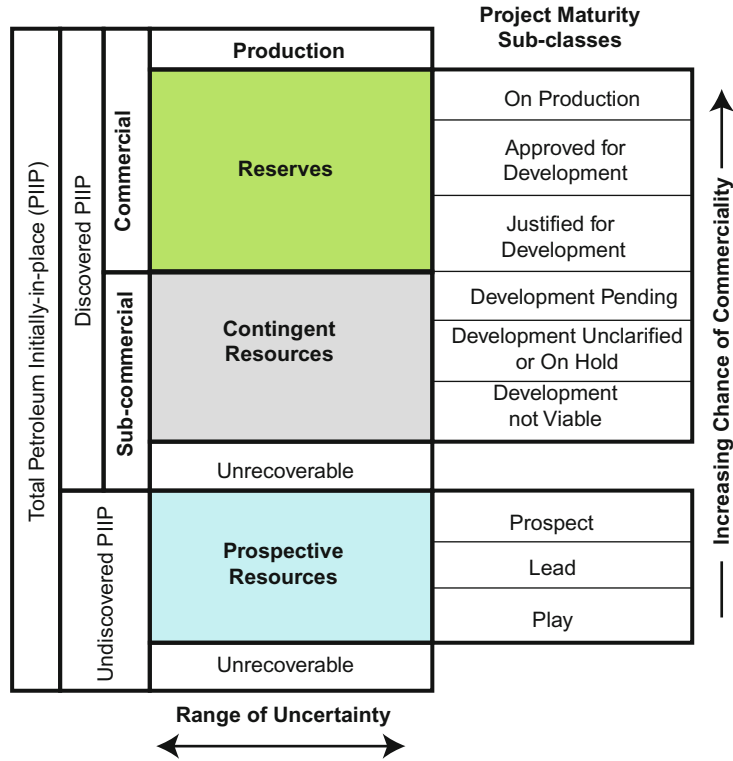 Project Maturity
Sub-classes
Production
Total Petroleum Initially-in-place (PIIP)
Discovered PIIP
Commercial
Reserves
On Production
Approved for
Development
Justified for
Development
Sub-commercial
Contingent
Resources
Development Pending
Development Unclarified
or On Hold
Development
not Viable
Unrecoverable
Undiscovered PIIP
Prospective
Resources
Prospect
Lead
Play
Unrecoverable
Increasing Chance of Commerciality
Range of Uncertainty